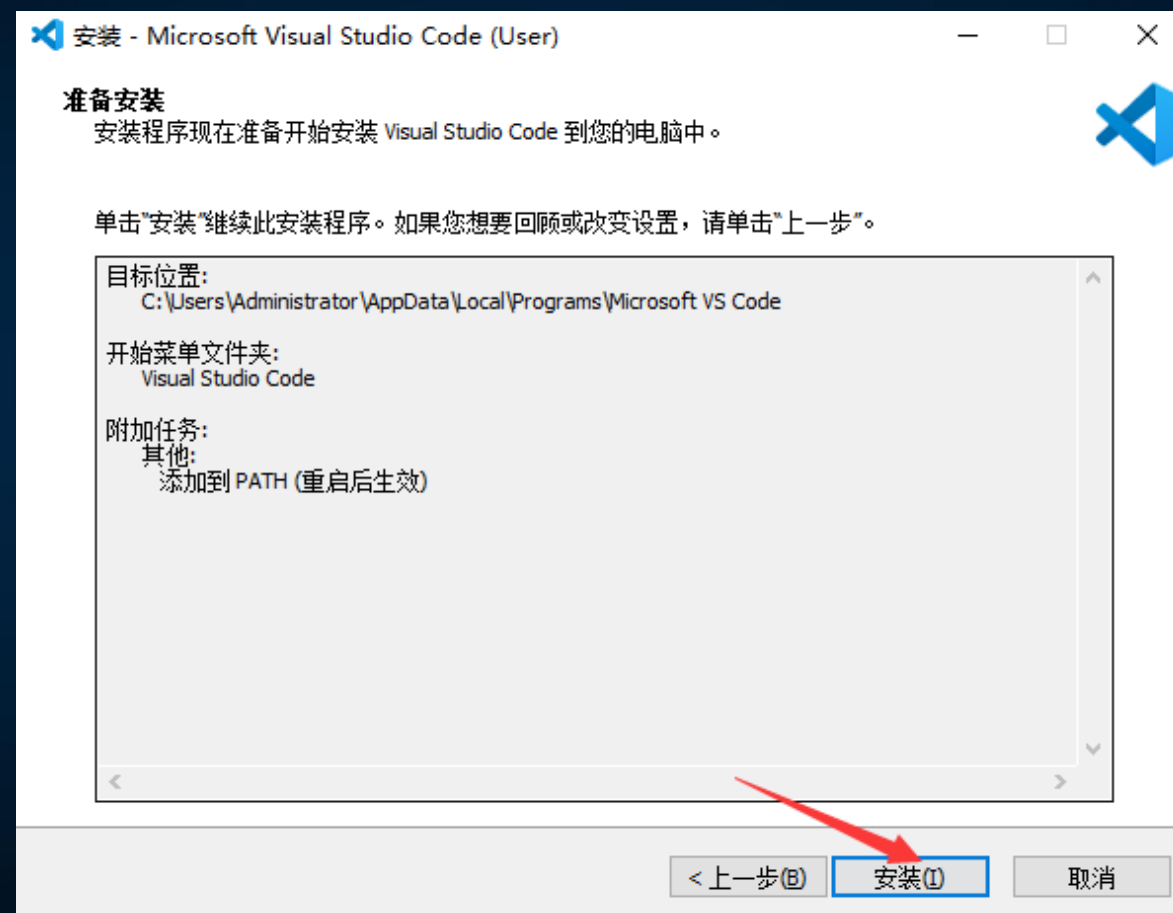 安装 - Microsoft Visual Studio Code (User)
准备安装
安装程序现在准备开始安装 Visual Studio Code 到您的电脑中。
单击"安装"继续此安装程序。如果您想要回顾或改变设置，请单击"上一步"。
目标位置:
C:\Users\Administrator\AppData\Local\Programs\Microsoft VS Code
开始菜单文件夹:
Visual Studio Code
附加任务:
其他:
添加到 PATH (重启后生效)
< 上一步(B)
安装(I)
取消